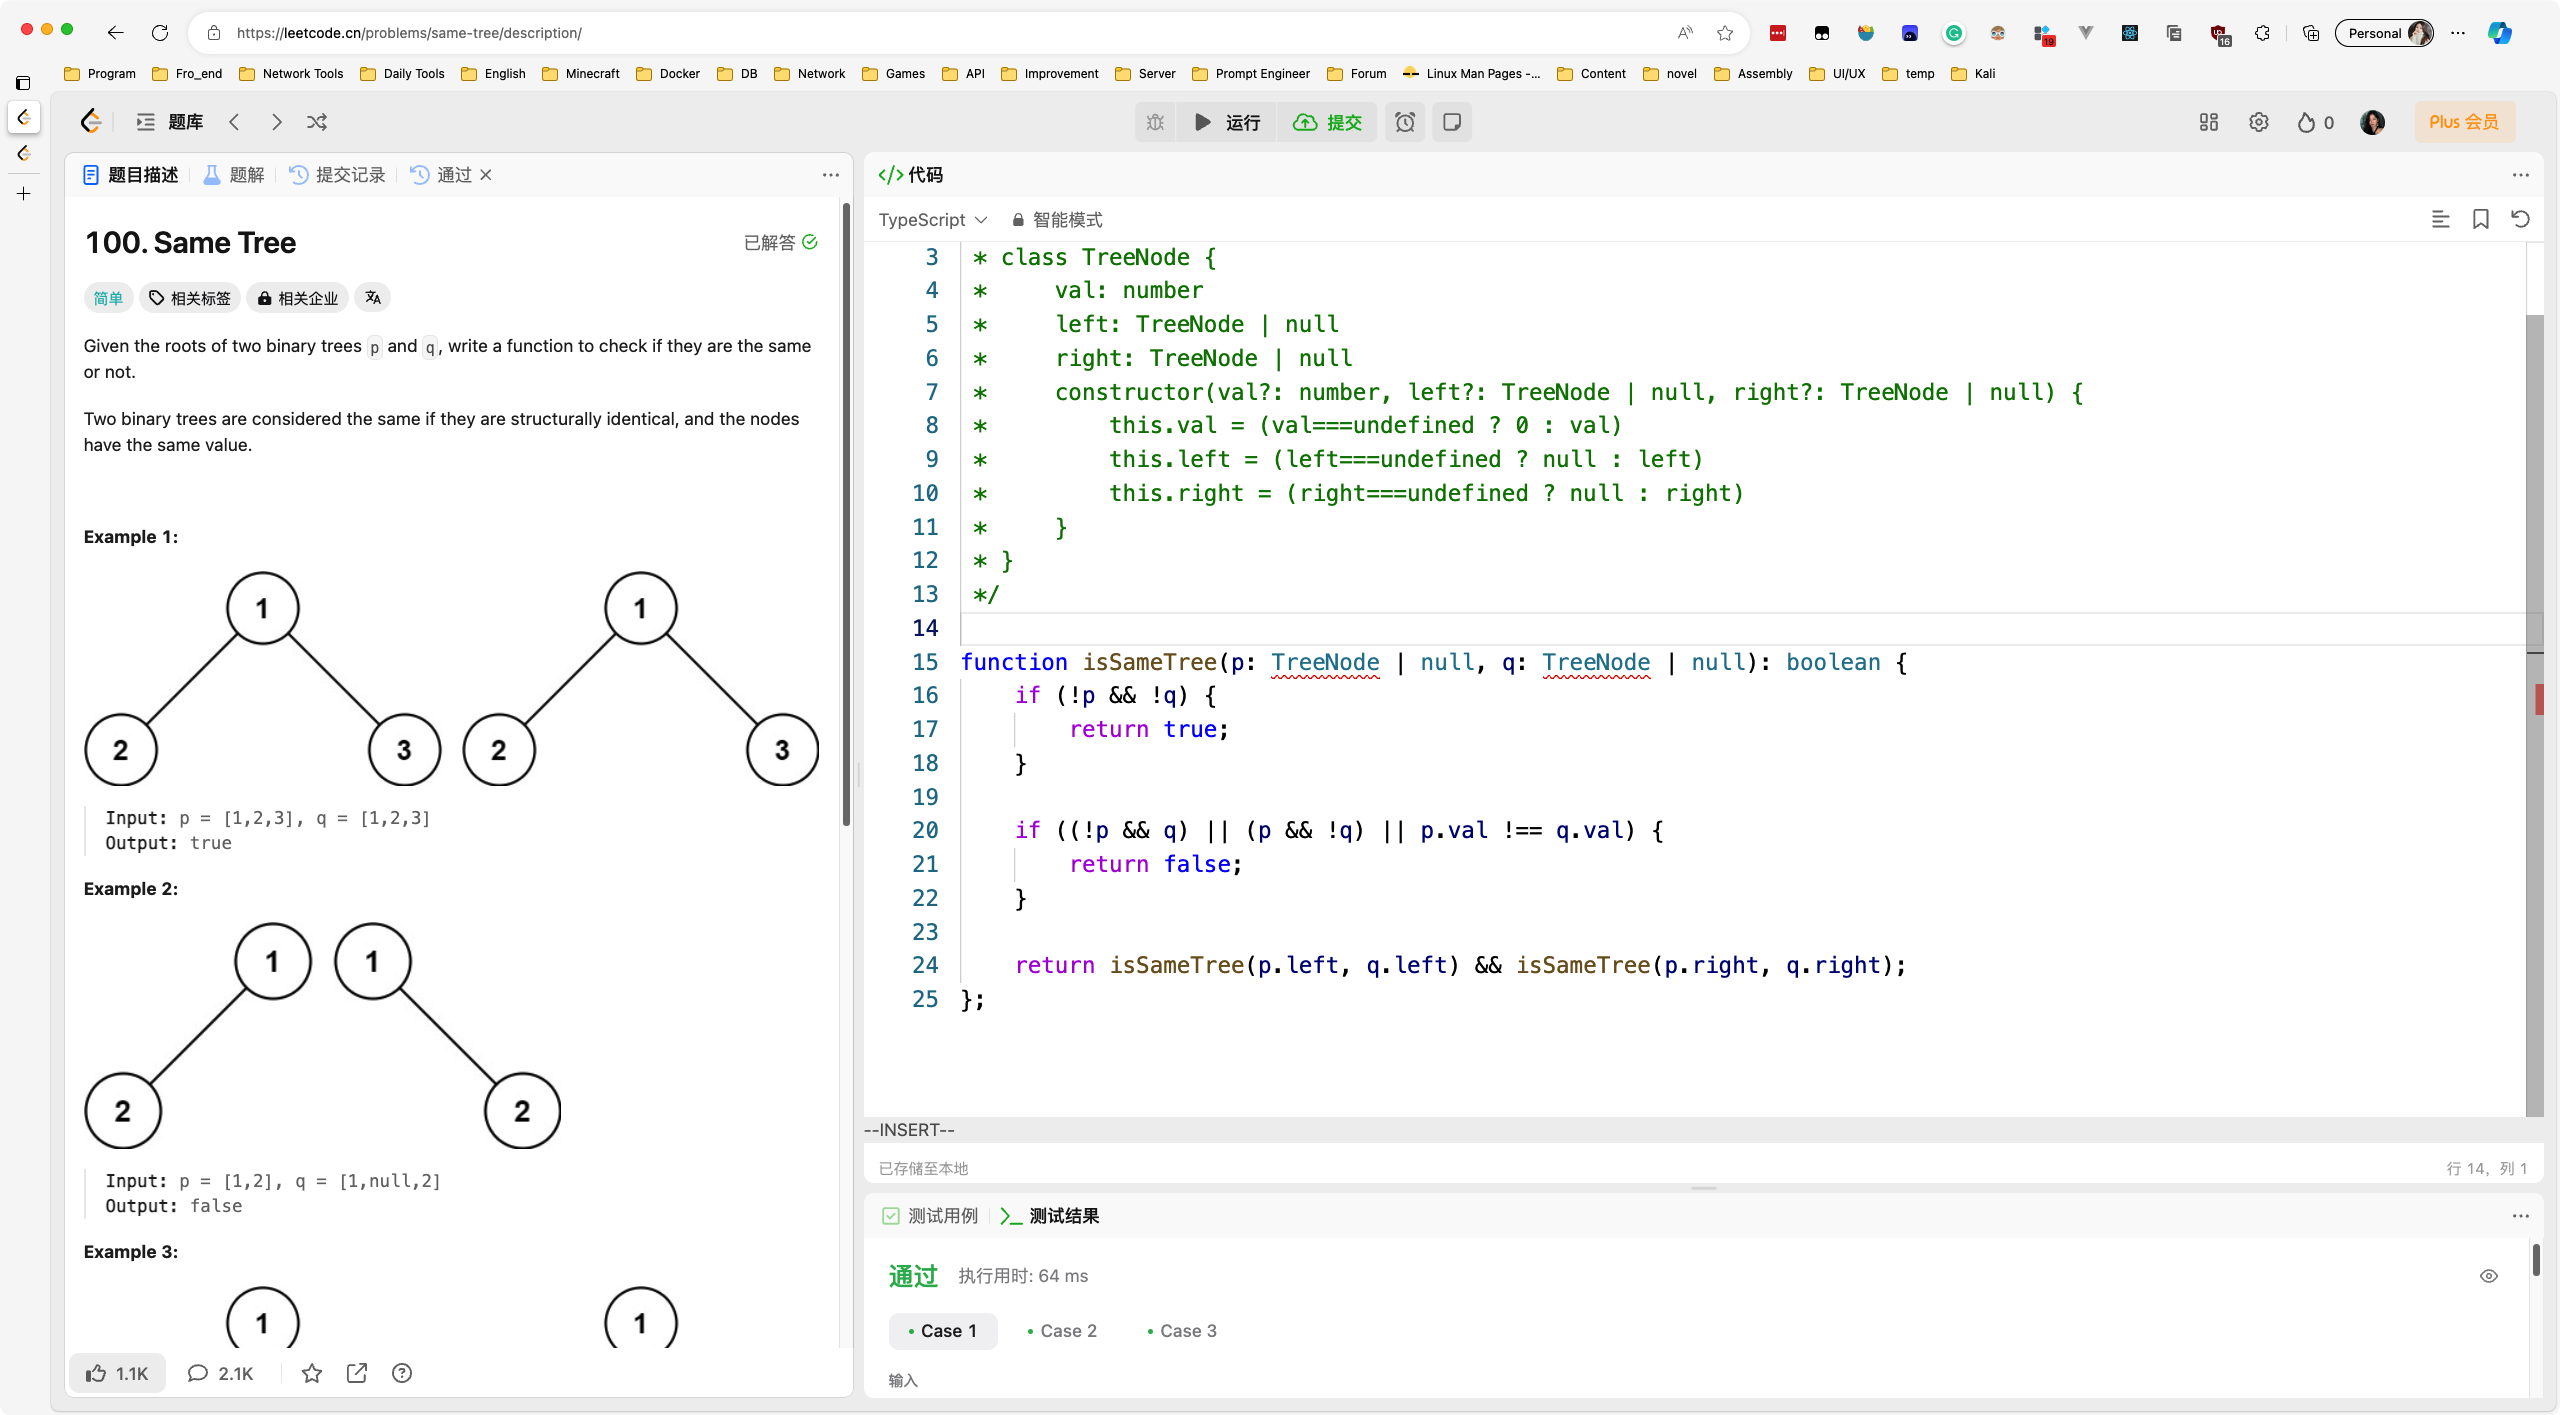 https://leetcode.cn/problems/same-tree/description/
Personal
19
16
Program
Fro_end
Network Tools
Daily Tools
English
Minecraft
Docker
DB
Network
Games
API
Improvement
Server
Prompt Engineer
Forum
Linux Man Pages -...
Content
novel
Assembly
UI/UX
temp
Kali
题库
运行
提交
0
Plus 会员
题目描述
题解
提交记录
通过
100. Same Tree
已解答
简单
相关标签
相关企业
Given the roots of two binary trees p and q, write a function to check if they are the same
or not.
Two binary trees are considered the same if they are structurally identical, and the nodes
have the same value.
Example 1:
1
1
2
3
2
3
Input: p = [1,2,3], q = [1,2,3]
Output: true
Example 2:
1
1
2
2
Input: p = [1,2], q = [1,null,2]
Output: false
Example 3:
1
1
1.1K
2.1K
</> 代码
TypeScript
智能模式
3 * class TreeNode {
4 *     val: number
5 *     left: TreeNode | null
6 *     right: TreeNode | null
7 *     constructor(val?: number, left?: TreeNode | null, right?: TreeNode | null) {
8 *         this.val = (val===undefined ? 0 : val)
9 *         this.left = (left===undefined ? null : left)
10 *         this.right = (right===undefined ? null : right)
11 *     }
12 * }
13 */
14
15 function isSameTree(p: TreeNode | null, q: TreeNode | null): boolean {
16     if (!p && !q) {
17         return true;
18     }
19
20     if ((!p && q) || (p && !q) || p.val !== q.val) {
21         return false;
22     }
23
24     return isSameTree(p.left, q.left) && isSameTree(p.right, q.right);
25 };
--INSERT--
已存储至本地
行 14, 列 1
测试用例
测试结果
通过
执行用时: 64 ms
• Case 1
• Case 2
• Case 3
输入